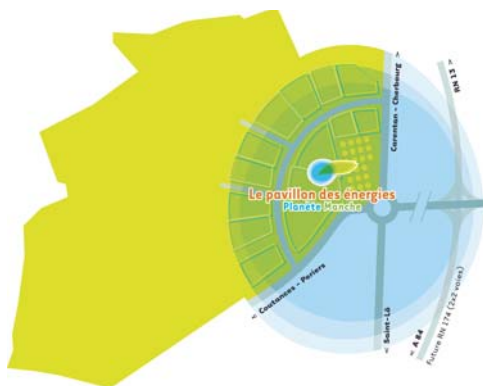 Carentan - Cherbourg >
RN 13 >
Le pavillon des énergies
Planète Manche
< Coutances - Periers
< Saint-Lô
< A 84
Future RN 174 (2x2 voies)